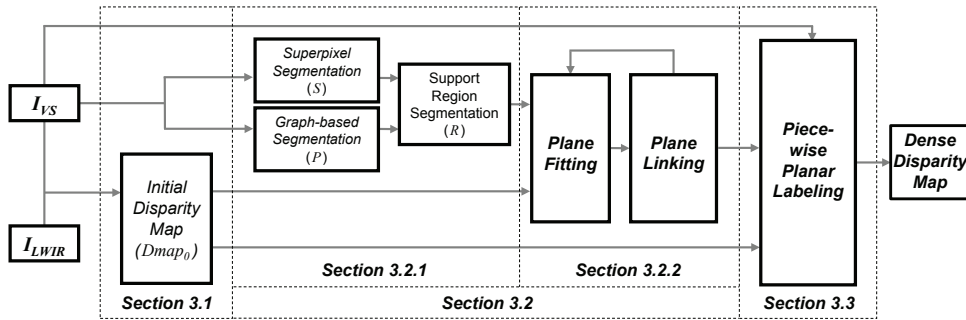 I_VS
I_LWIR
Initial
Disparity
Map
(Dmap_0)
Superpixel
Segmentation
(S)
Graph-based
Segmentation
(P)
Support
Region
Segmentation
(R)
Plane
Fitting
Plane
Linking
Piece-
wise
Planar
Labeling
Dense
Disparity
Map
Section 3.2.1
Section 3.2.2
Section 3.1
Section 3.2
Section 3.3